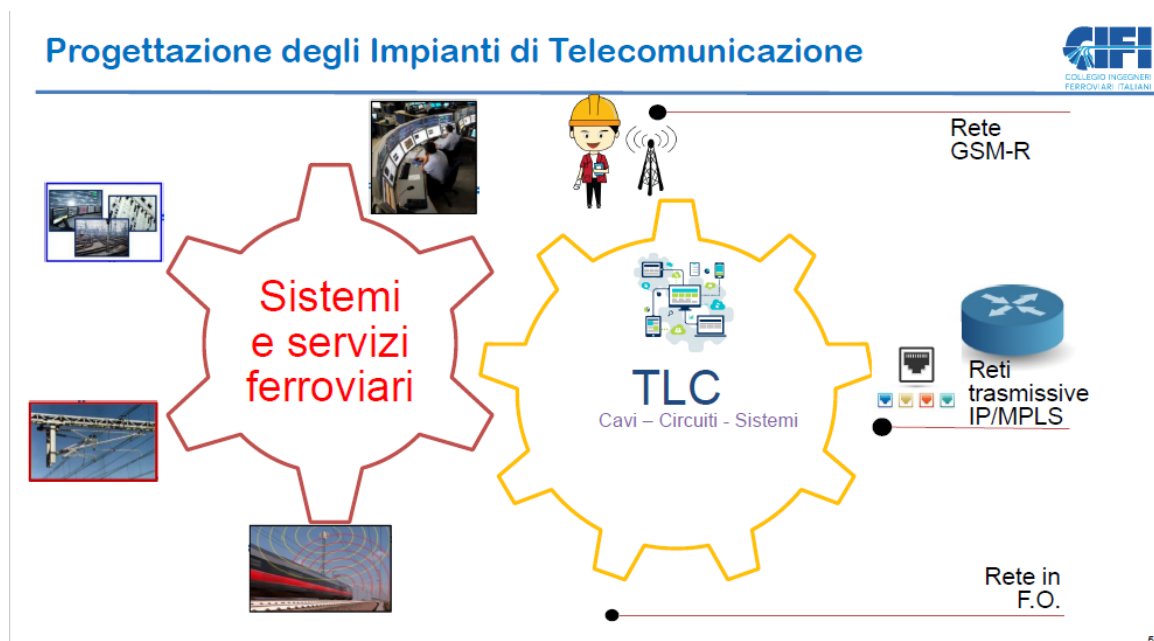 Progettazione degli Impianti di Telecomunicazione
CIFI
COLLEGIO INGEGNERI
FERROVIARI ITALIANI
Rete
GSM-R
Sistemi
e servizi
ferroviari
TLC
Cavi – Circuiti - Sistemi
Reti
trasmissive
IP/MPLS
Rete in
F.O.
5